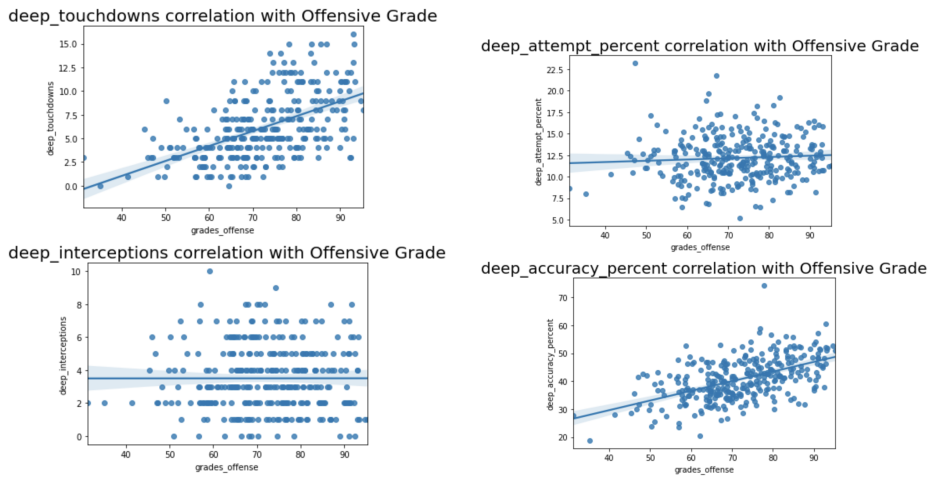 deep_touchdowns correlation with Offensive Grade
15.0
12.5
10.0
7.5
5.0
2.5
0.0
deep_touchdowns
40 50 60 70 80 90
grades_offense
deep_attempt_percent correlation with Offensive Grade
22.5
20.0
17.5
15.0
12.5
10.0
7.5
5.0
deep_attempt_percent
40 50 60 70 80 90
grades_offense
deep_interceptions correlation with Offensive Grade
10
8
6
4
2
0
deep_interceptions
40 50 60 70 80 90
grades_offense
deep_accuracy_percent correlation with Offensive Grade
70
60
50
40
30
20
deep_accuracy_percent
40 50 60 70 80 90
grades_offense